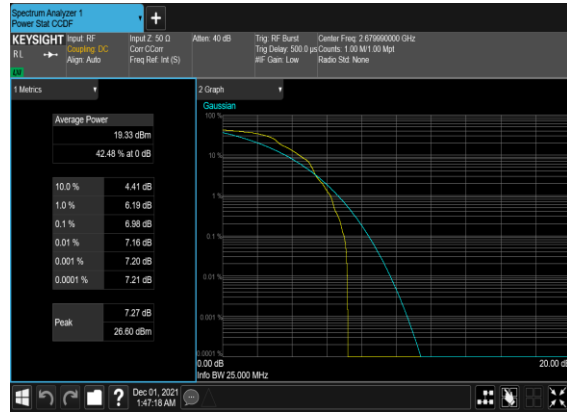 Spectrum Analyzer 1
Power Stat CCDF
+
KEYSIGHT
RL
Input: RF
Coupling: DC
Align: Auto
Input Z: 50 Ω
Corr CCorr
Freq Ref: Int (S)
Atten: 40 dB
Trig: RF Burst
Trig Delay: 500.0 µs
#IF Gain: Low
Center Freq: 2.679990000 GHz
Counts: 1.00 M/1.00 Mpt
Radio Std: None
1 Metrics
Average Power
19.33 dBm
42.48 % at 0 dB
10.0 % 4.41 dB
1.0 % 6.19 dB
0.1 % 6.98 dB
0.01 % 7.16 dB
0.001 % 7.20 dB
0.0001 % 7.21 dB
Peak
7.27 dB
26.60 dBm
2 Graph
Gaussian
100 %
10 %
1 %
0.1 %
0.01 %
0.001 %
0.0001 %
0.00 dB
20.00 dB
Info BW 25.000 MHz
?
Dec 01, 2021
1:47:18 AM